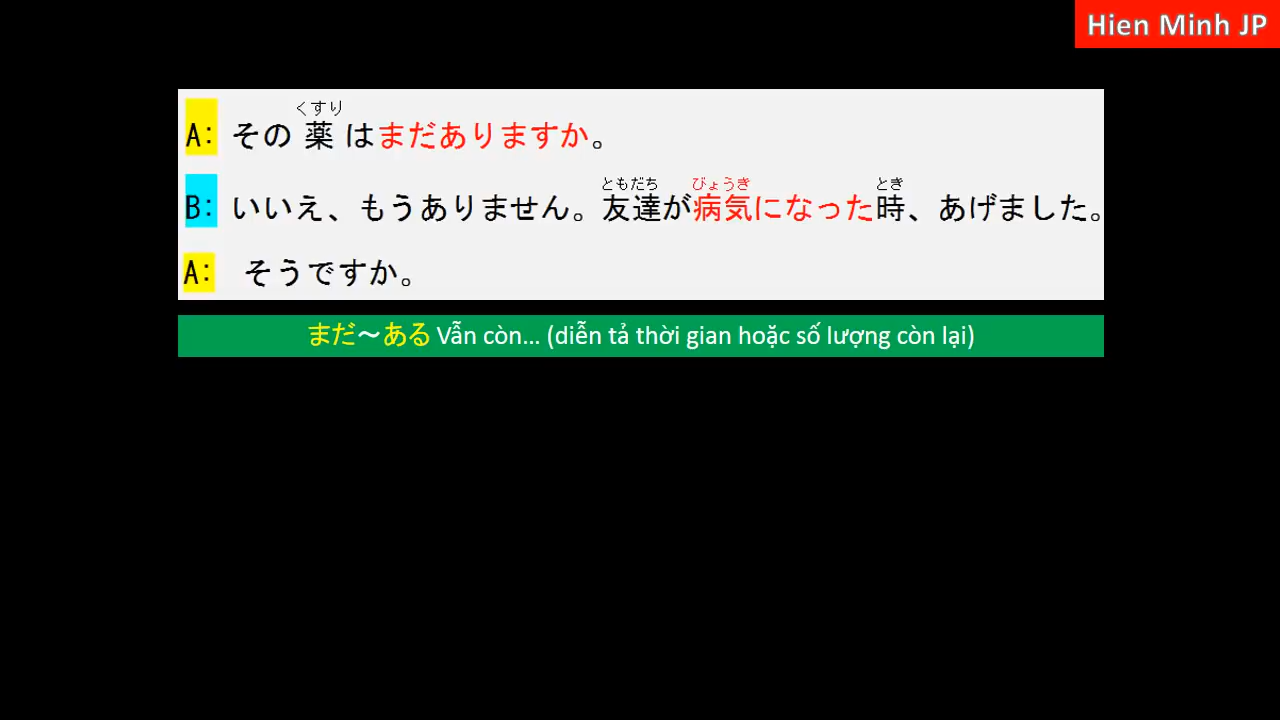 Hien Minh JP
くすり
A: その薬はまだありますか。
ともだち びょうき とき
B: いいえ、もうありません。友達が病気になった時、あげました。
A: そうですか。
まだ～ある Vẫn còn... (diễn tả thời gian hoặc số lượng còn lại)